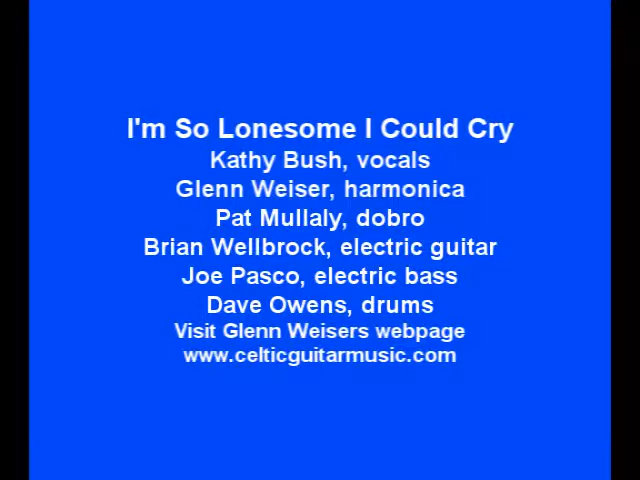 I'm So Lonesome I Could Cry
Kathy Bush, vocals
Glenn Weiser, harmonica
Pat Mullaly, dobro
Brian Wellbrock, electric guitar
Joe Pasco, electric bass
Dave Owens, drums
Visit Glenn Weisers webpage
www.celticguitarmusic.com